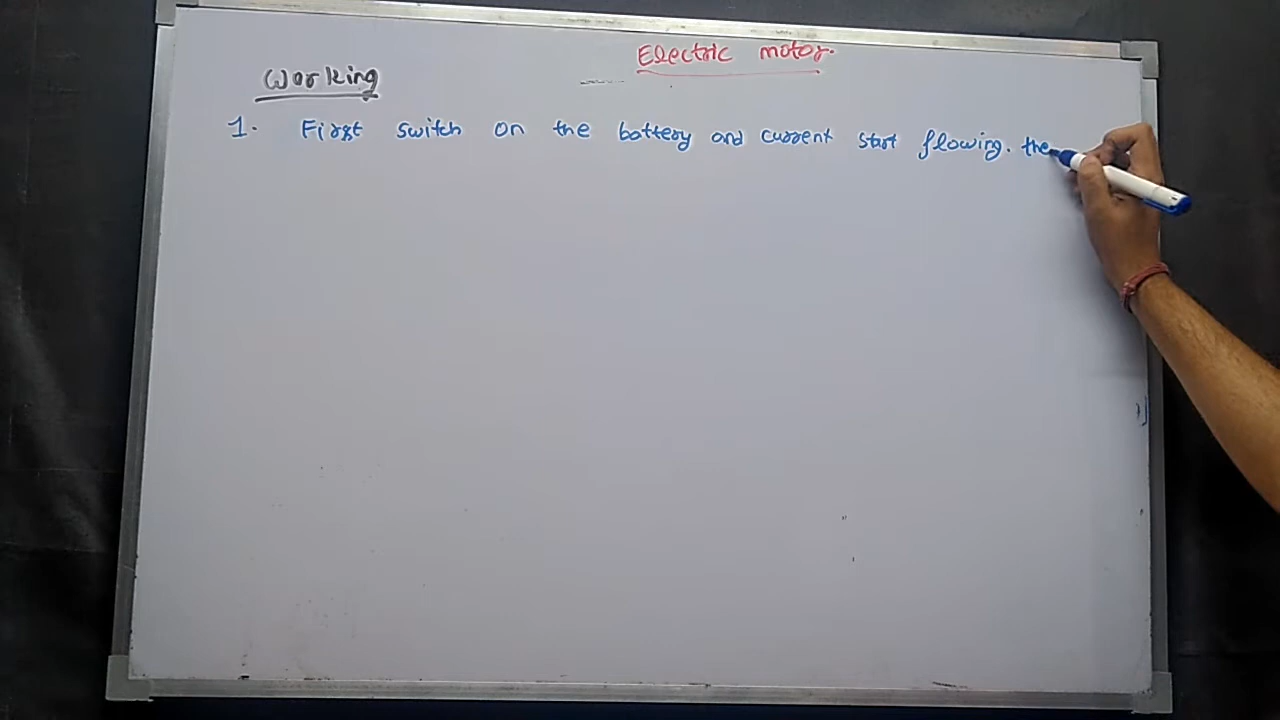 Electric motor.
Working
1. First switch on the battery and current start flowing. the